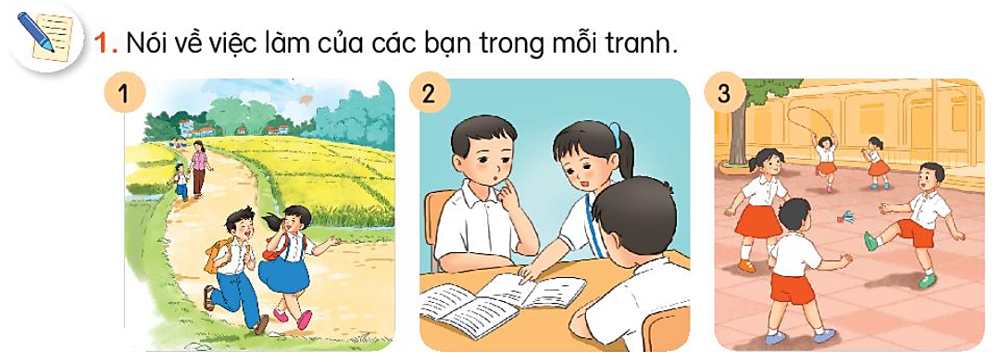 1. Nói về việc làm của các bạn trong mỗi tranh.
1
2
3